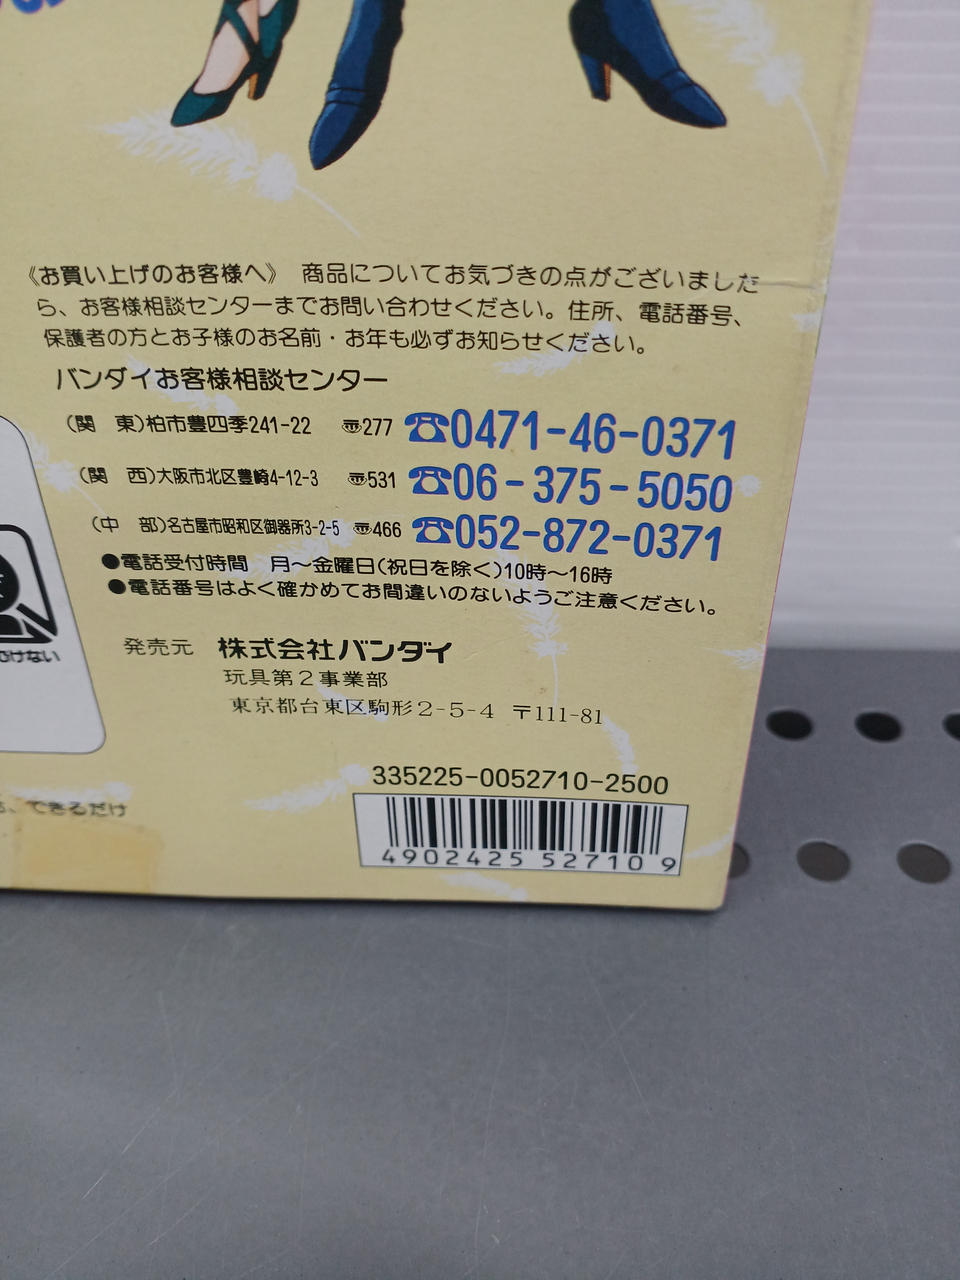 《お買い上げのお客様へ》 商品についてお気づきの点がございました
ら、お客様相談センターまでお問い合わせください。住所、電話番号、
保護者の方とお子様のお名前・お年も必ずお知らせください。
バンダイお客様相談センター
(関 東)柏市豊四季241-22 〠277 ☎0471-46-0371
(関 西)大阪市北区豊崎4-12-3 〠531 ☎06-375-5050
(中 部)名古屋市昭和区御器所3-2-5 〠466 ☎052-872-0371
●電話受付時間 月～金曜日(祝日を除く)10時～16時
●電話番号はよく確かめてお間違いのないようご注意ください。
けない
発売元 株式会社バンダイ
玩具第2事業部
東京都台東区駒形2-5-4 〒111-81
335225-0052710-2500
、できるだけ
4902425 527109